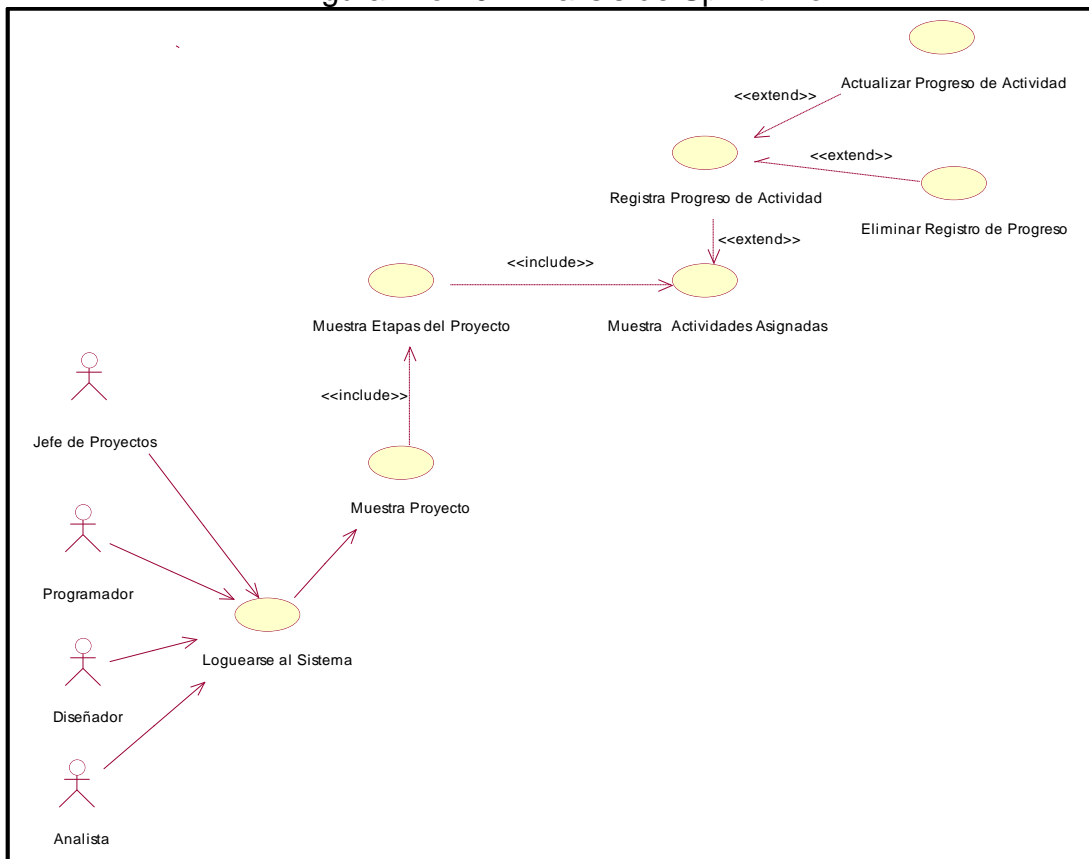 Actualizar Progreso de Actividad
<<extend>>
<<extend>>
Registra Progreso de Actividad
Eliminar Registro de Progreso
<<extend>>
<<include>>
Muestra Etapas del Proyecto
Muestra Actividades Asignadas
<<include>>
Jefe de Proyectos
Muestra Proyecto
Programador
Loguearse al Sistema
Diseñador
Analista